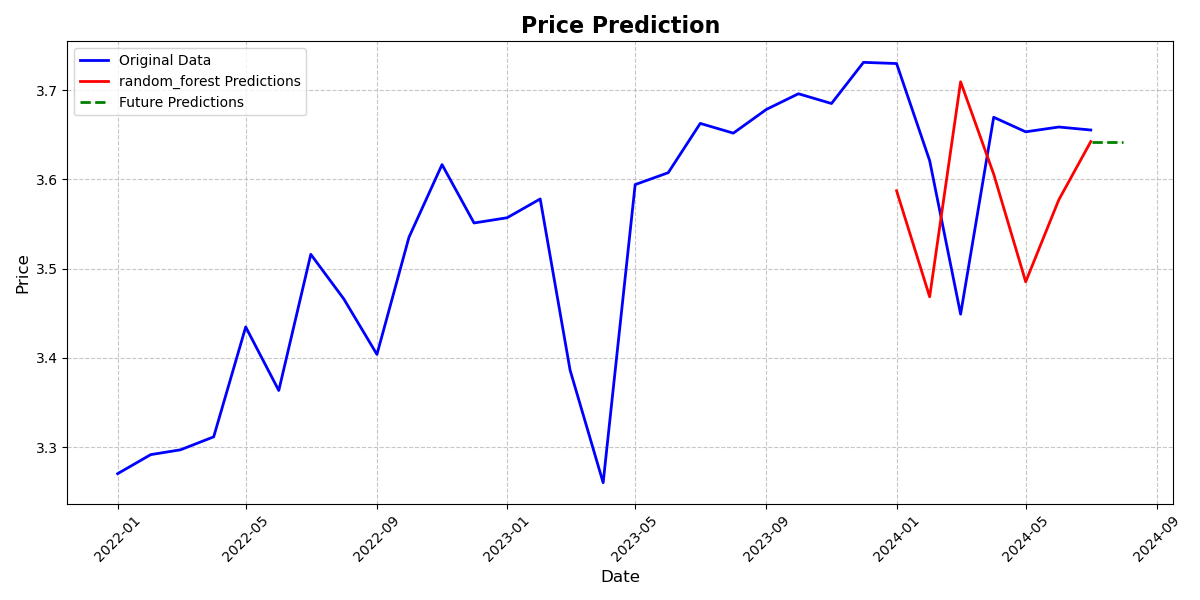 Price Prediction
Original Data
random_forest Predictions
Future Predictions
Price
3.7
3.6
3.5
3.4
3.3
2022-01
2022-05
2022-09
2023-01
2023-05
2023-09
2024-01
2024-05
2024-09
Date